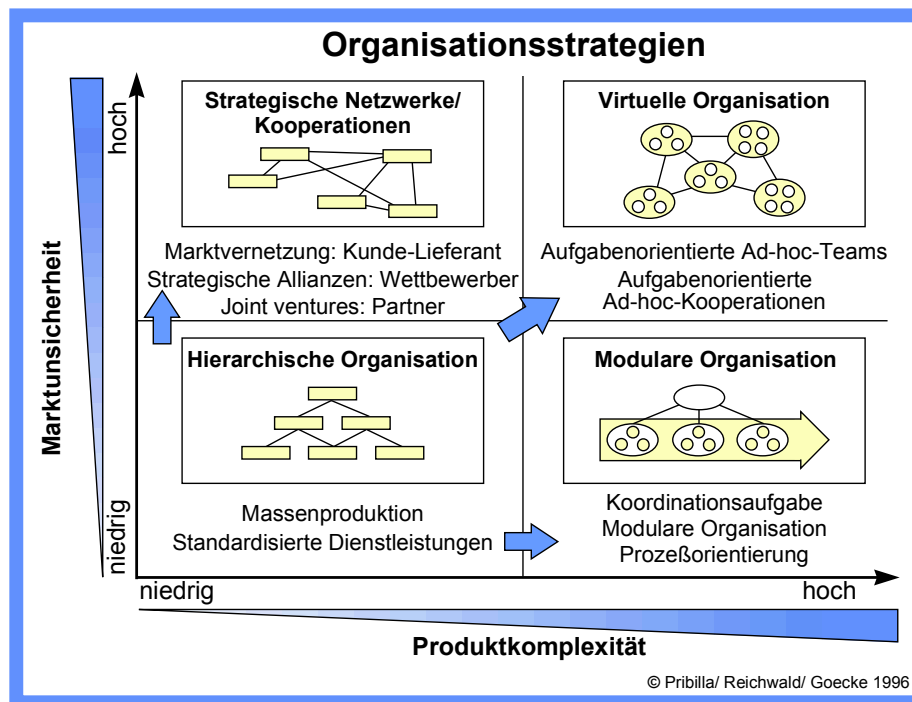 Organisationsstrategien
Strategische Netzwerke/
Kooperationen
Marktvernetzung: Kunde-Lieferant
Strategische Allianzen: Wettbewerber
Joint ventures: Partner
Virtuelle Organisation
Aufgabenorientierte Ad-hoc-Teams
Aufgabenorientierte
Ad-hoc-Kooperationen
Hierarchische Organisation
Massenproduktion
Standardisierte Dienstleistungen
Modulare Organisation
Koordinationsaufgabe
Modulare Organisation
Prozeßorientierung
Marktunsicherheit
hoch
niedrig
niedrig
hoch
Produktkomplexität
© Pribilla/ Reichwald/ Goecke 1996